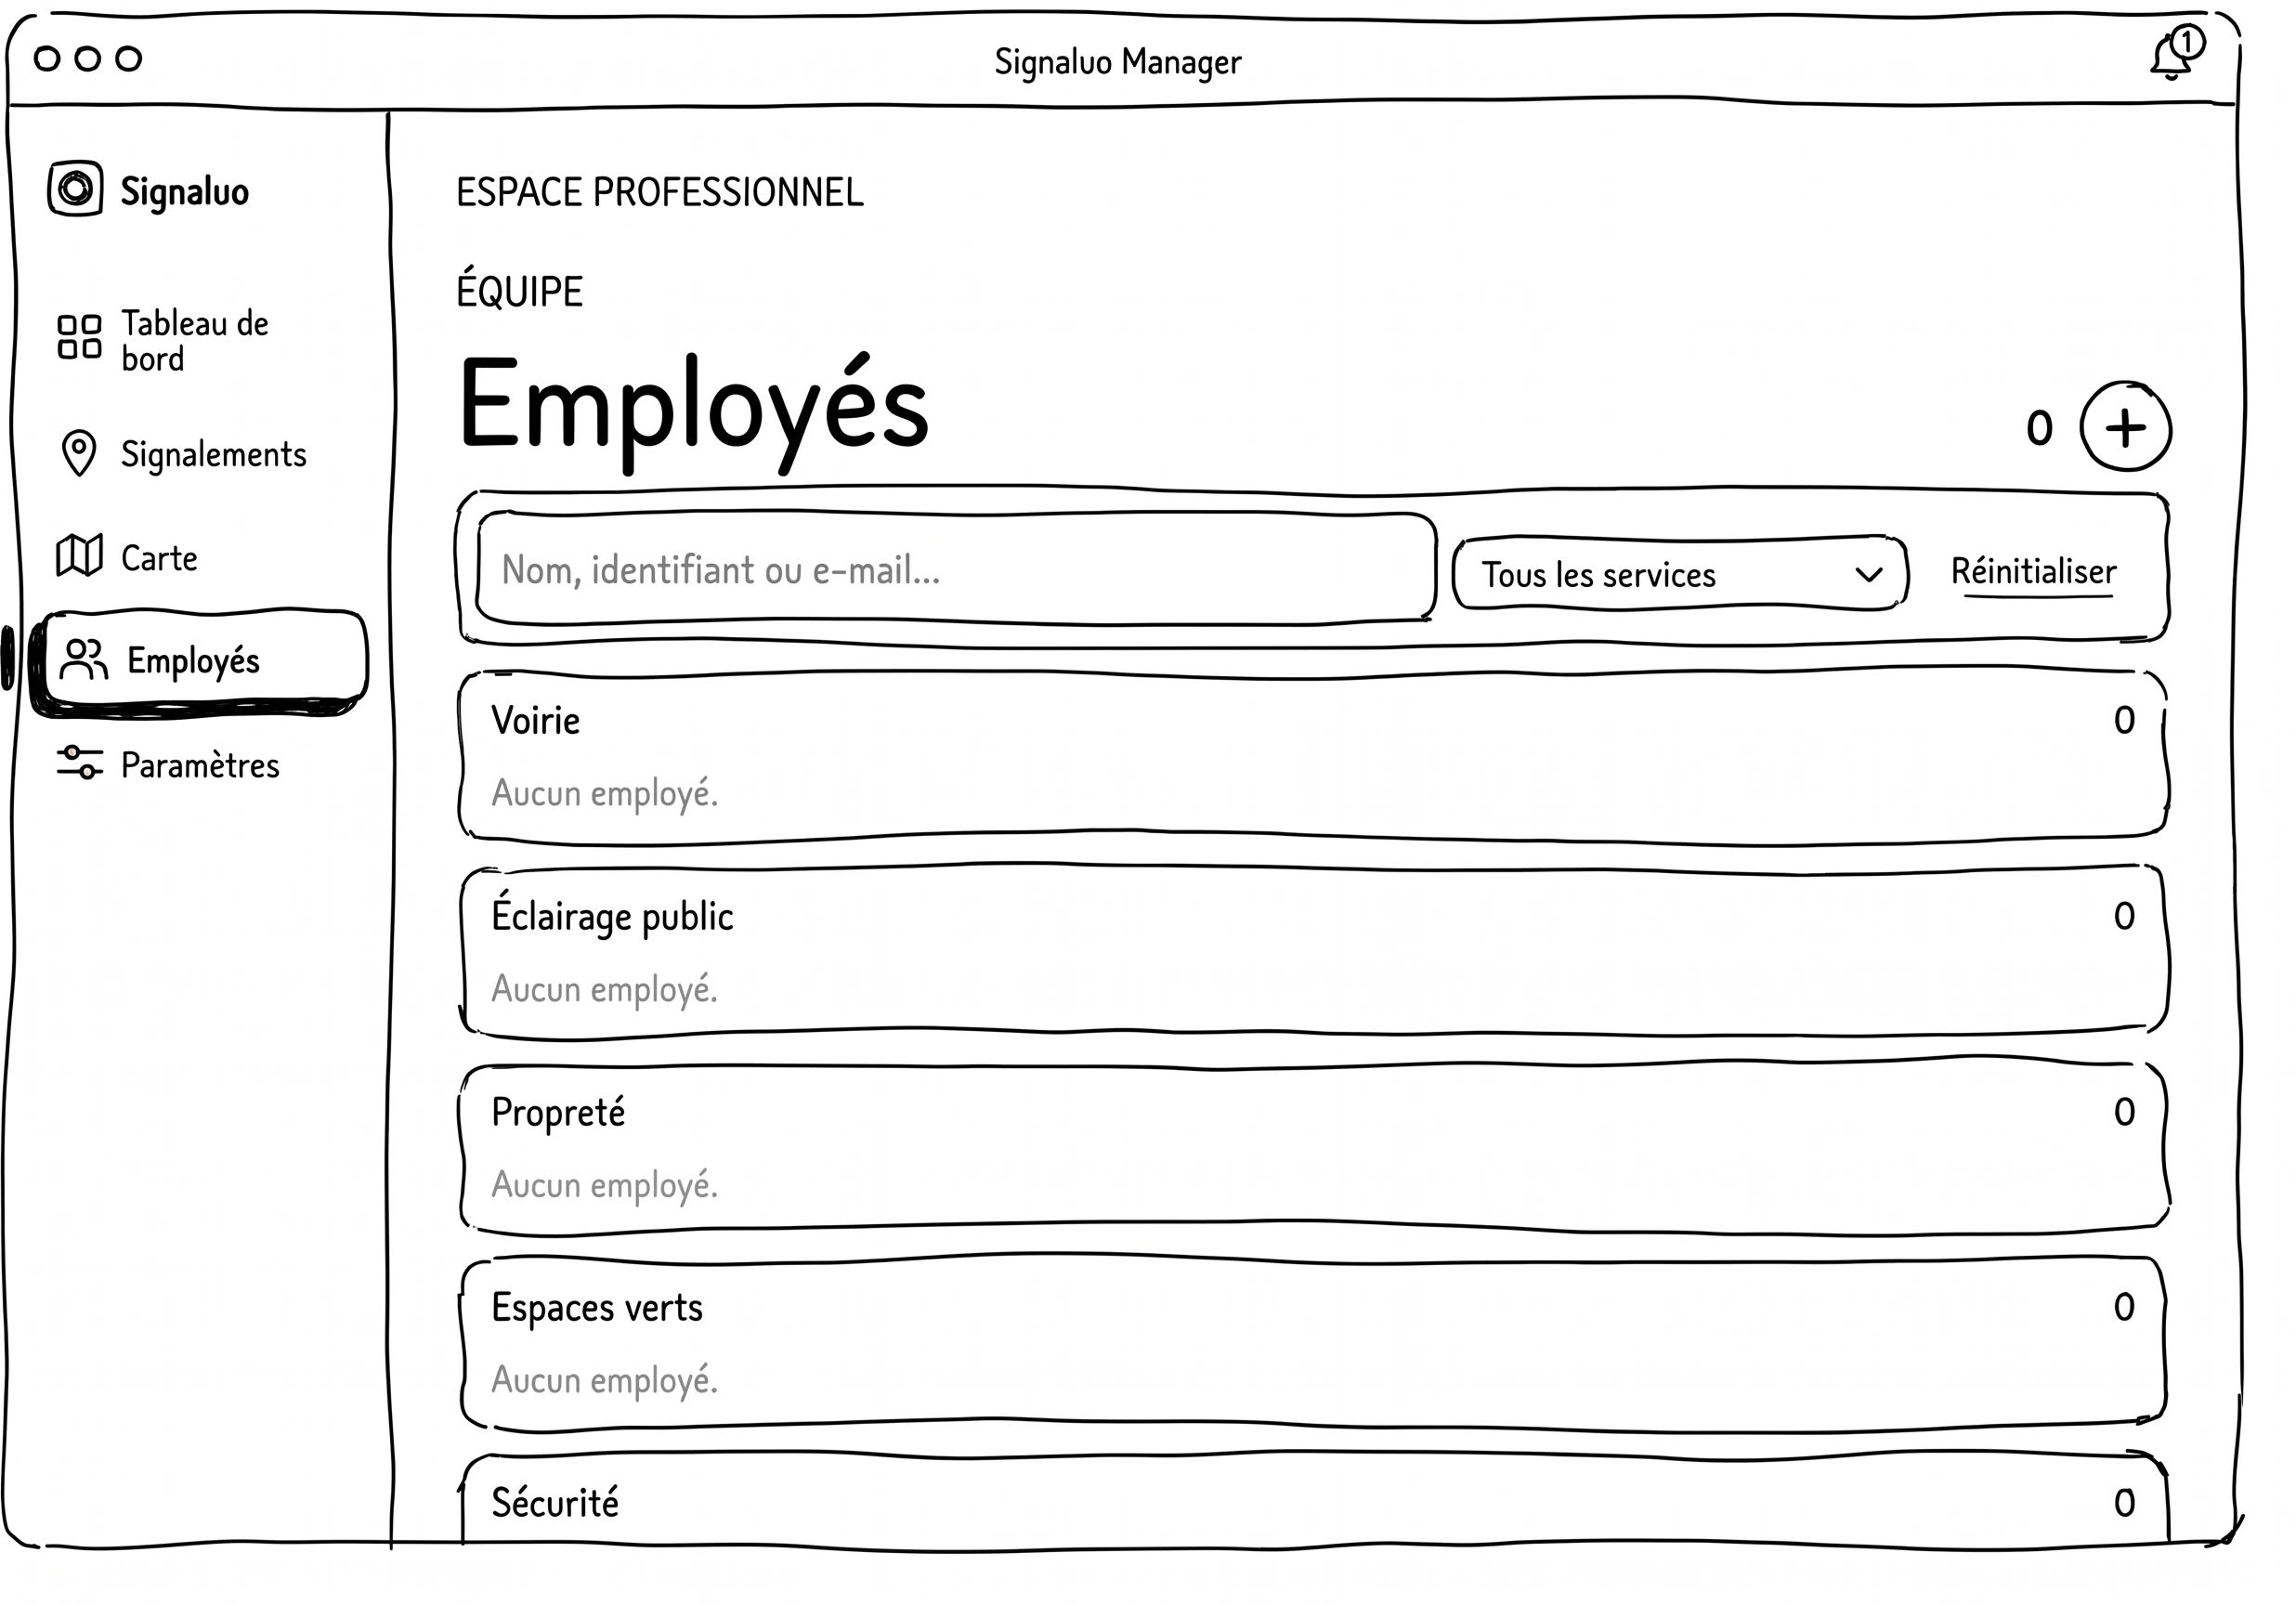 Signaluo Manager
1
Signaluo
Tableau de
bord
Signalements
Carte
Employés
Paramètres
ESPACE PROFESSIONNEL
ÉQUIPE
Employés
0
Nom, identifiant ou e-mail...
Tous les services
Réinitialiser
Voirie
0
Aucun employé.
Éclairage public
0
Aucun employé.
Propreté
0
Aucun employé.
Espaces verts
0
Aucun employé.
Sécurité
0